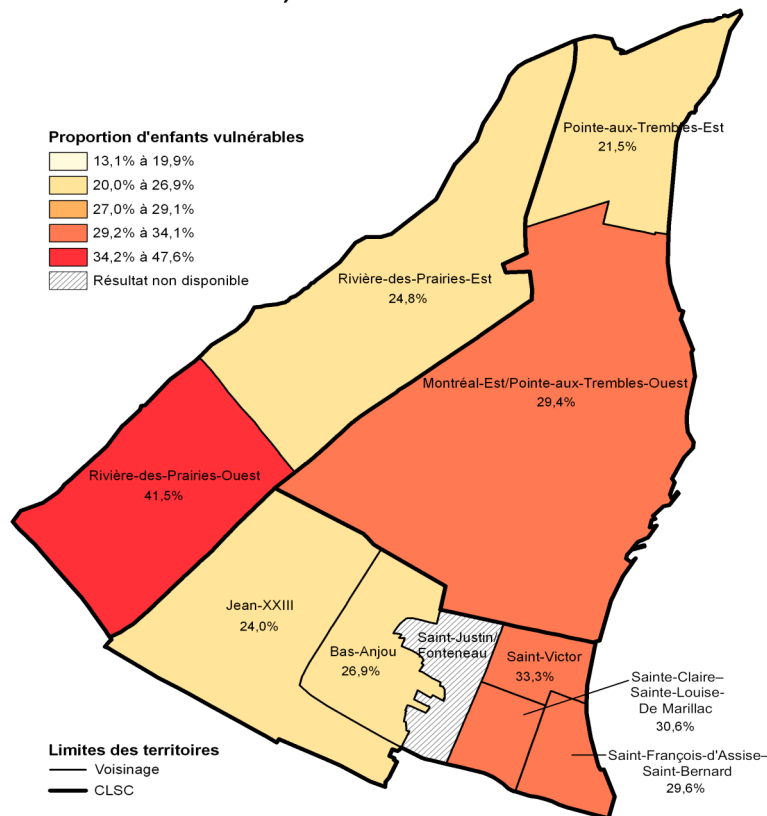 Pointe-aux-Trembles-Est
21,5%
Proportion d'enfants vulnérables
13,1% à 19,9%
20,0% à 26,9%
27,0% à 29,1%
29,2% à 34,1%
34,2% à 47,6%
Résultat non disponible
Rivière-des-Prairies-Est
24,8%
Montréal-Est/Pointe-aux-Trembles-Ouest
29,4%
Rivière-des-Prairies-Ouest
41,5%
Jean-XXIII
24,0%
Bas-Anjou
26,9%
Saint-Justin/
Fonteneau
Saint-Victor
33,3%
Sainte-Claire–
Sainte-Louise-
De Marillac
30,6%
Saint-François-d'Assise–
Saint-Bernard
29,6%
Limites des territoires
Voisinage
CLSC